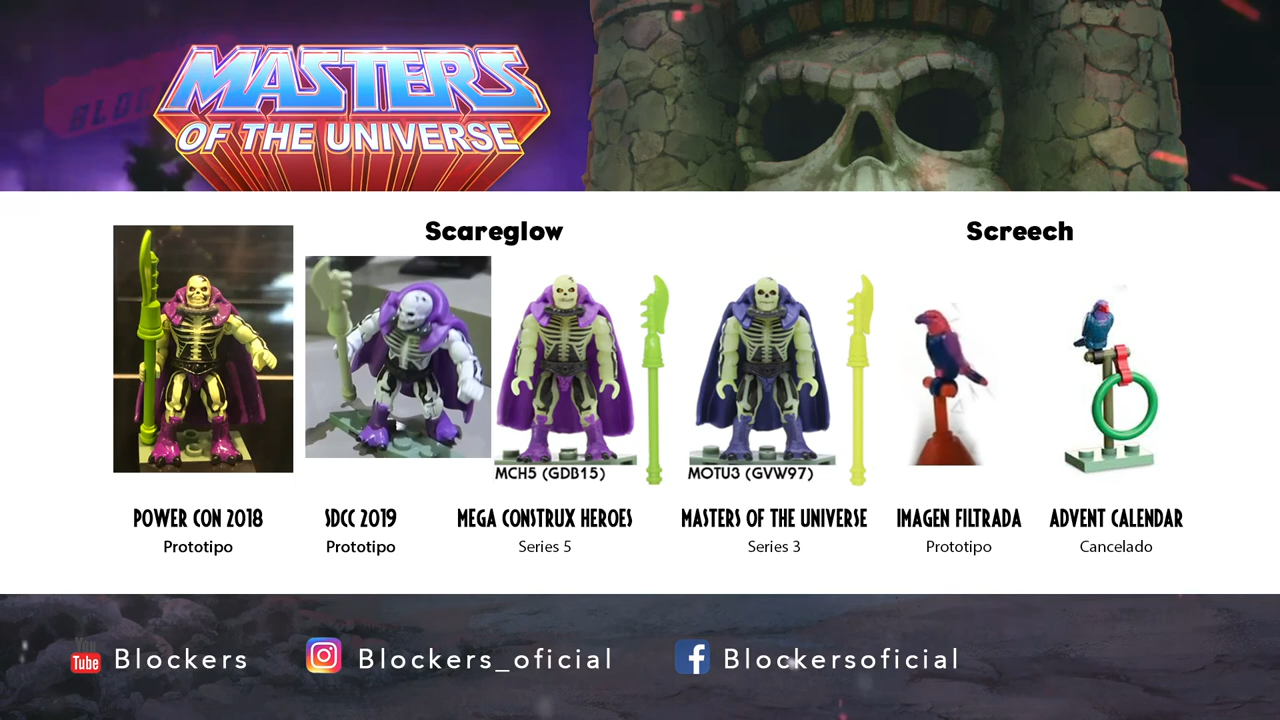 MASTERS
OF THE UNIVERSE
Scareglow
Screech
MCH5 (GDB15)
MOTU3 (GVW97)
POWER CON 2018
Prototipo
SDCC 2019
Prototipo
MEGA CONSTRUX HEROES
Series 5
MASTERS OF THE UNIVERSE
Series 3
IMAGEN FILTRADA
Prototipo
ADVENT CALENDAR
Cancelado
You
Tube
Blockers
Blockers_oficial
Blockersoficial